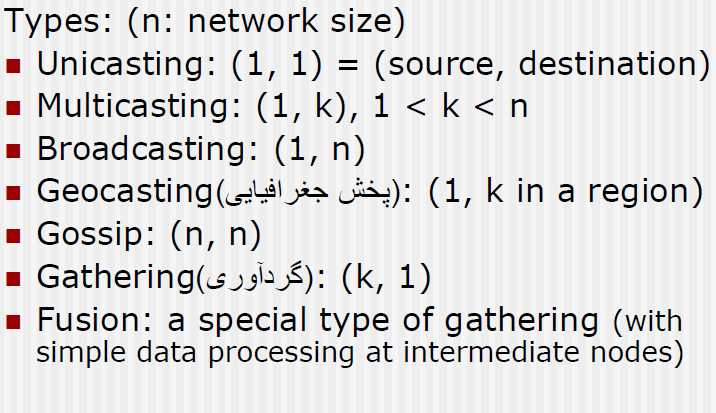 Types: (n: network size)
Unicasting: (1, 1) = (source, destination)
Multicasting: (1, k), 1 < k < n
Broadcasting: (1, n)
Geocasting(پخش جغرافیایی): (1, k in a region)
Gossip: (n, n)
Gathering(گردآوری): (k, 1)
Fusion: a special type of gathering (with
simple data processing at intermediate nodes)